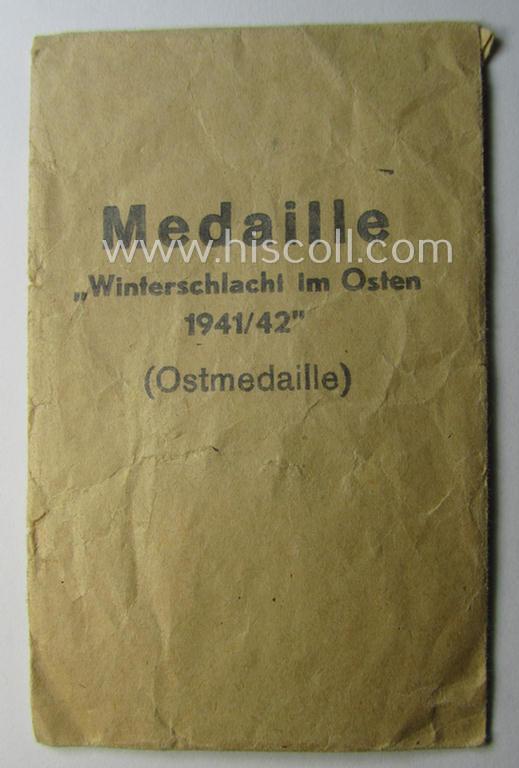 Medaille
www.hiscoll.com
„Winterschlacht im Osten
1941/42"
(Ostmedaille)